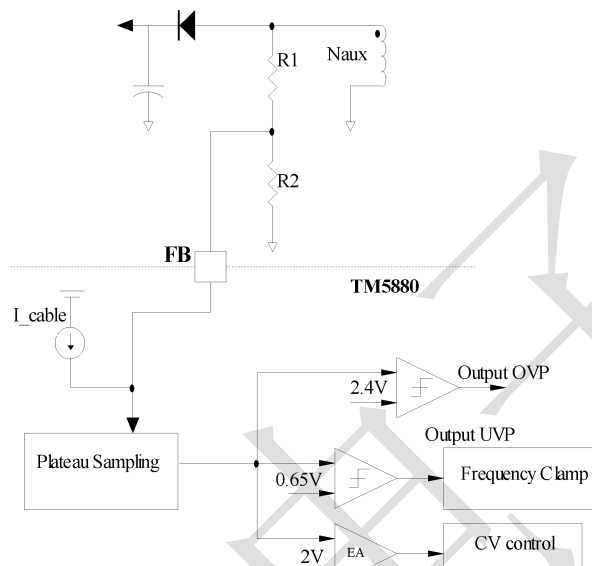 Naux
R1
R2
FB
TM5880
I_cable
Output OVP
2.4V
Output UVP
Plateau Sampling
Frequency Clamp
0.65V
CV control
EA
2V